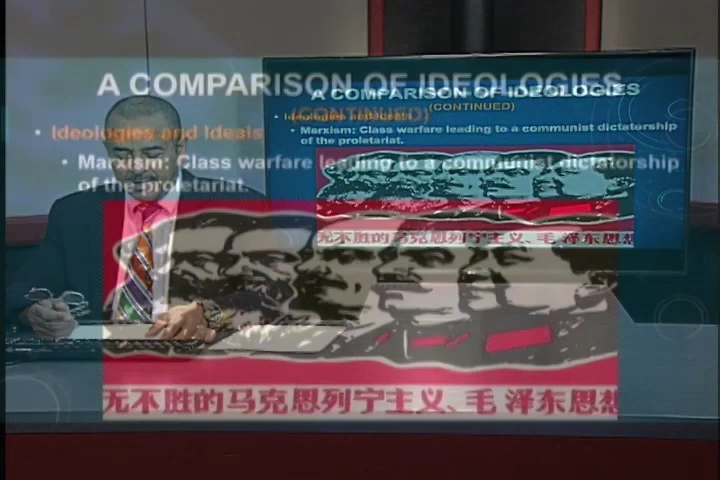 A COMPARISON OF IDEOLOGIES
(CONTINUED)
• Ideologies and Ideals
• Marxism: Class warfare leading to a communist dictatorship
of the proletariat.
无不胜的马克思列宁主义、毛 泽东思想
A COMPARISON OF IDEOLOGIES
(CONTINUED)
• Ideologies and Ideals
• Marxism: Class warfare leading to a communist dictatorship
of the proletariat.
无不胜的马克思列宁主义、毛 泽东思想